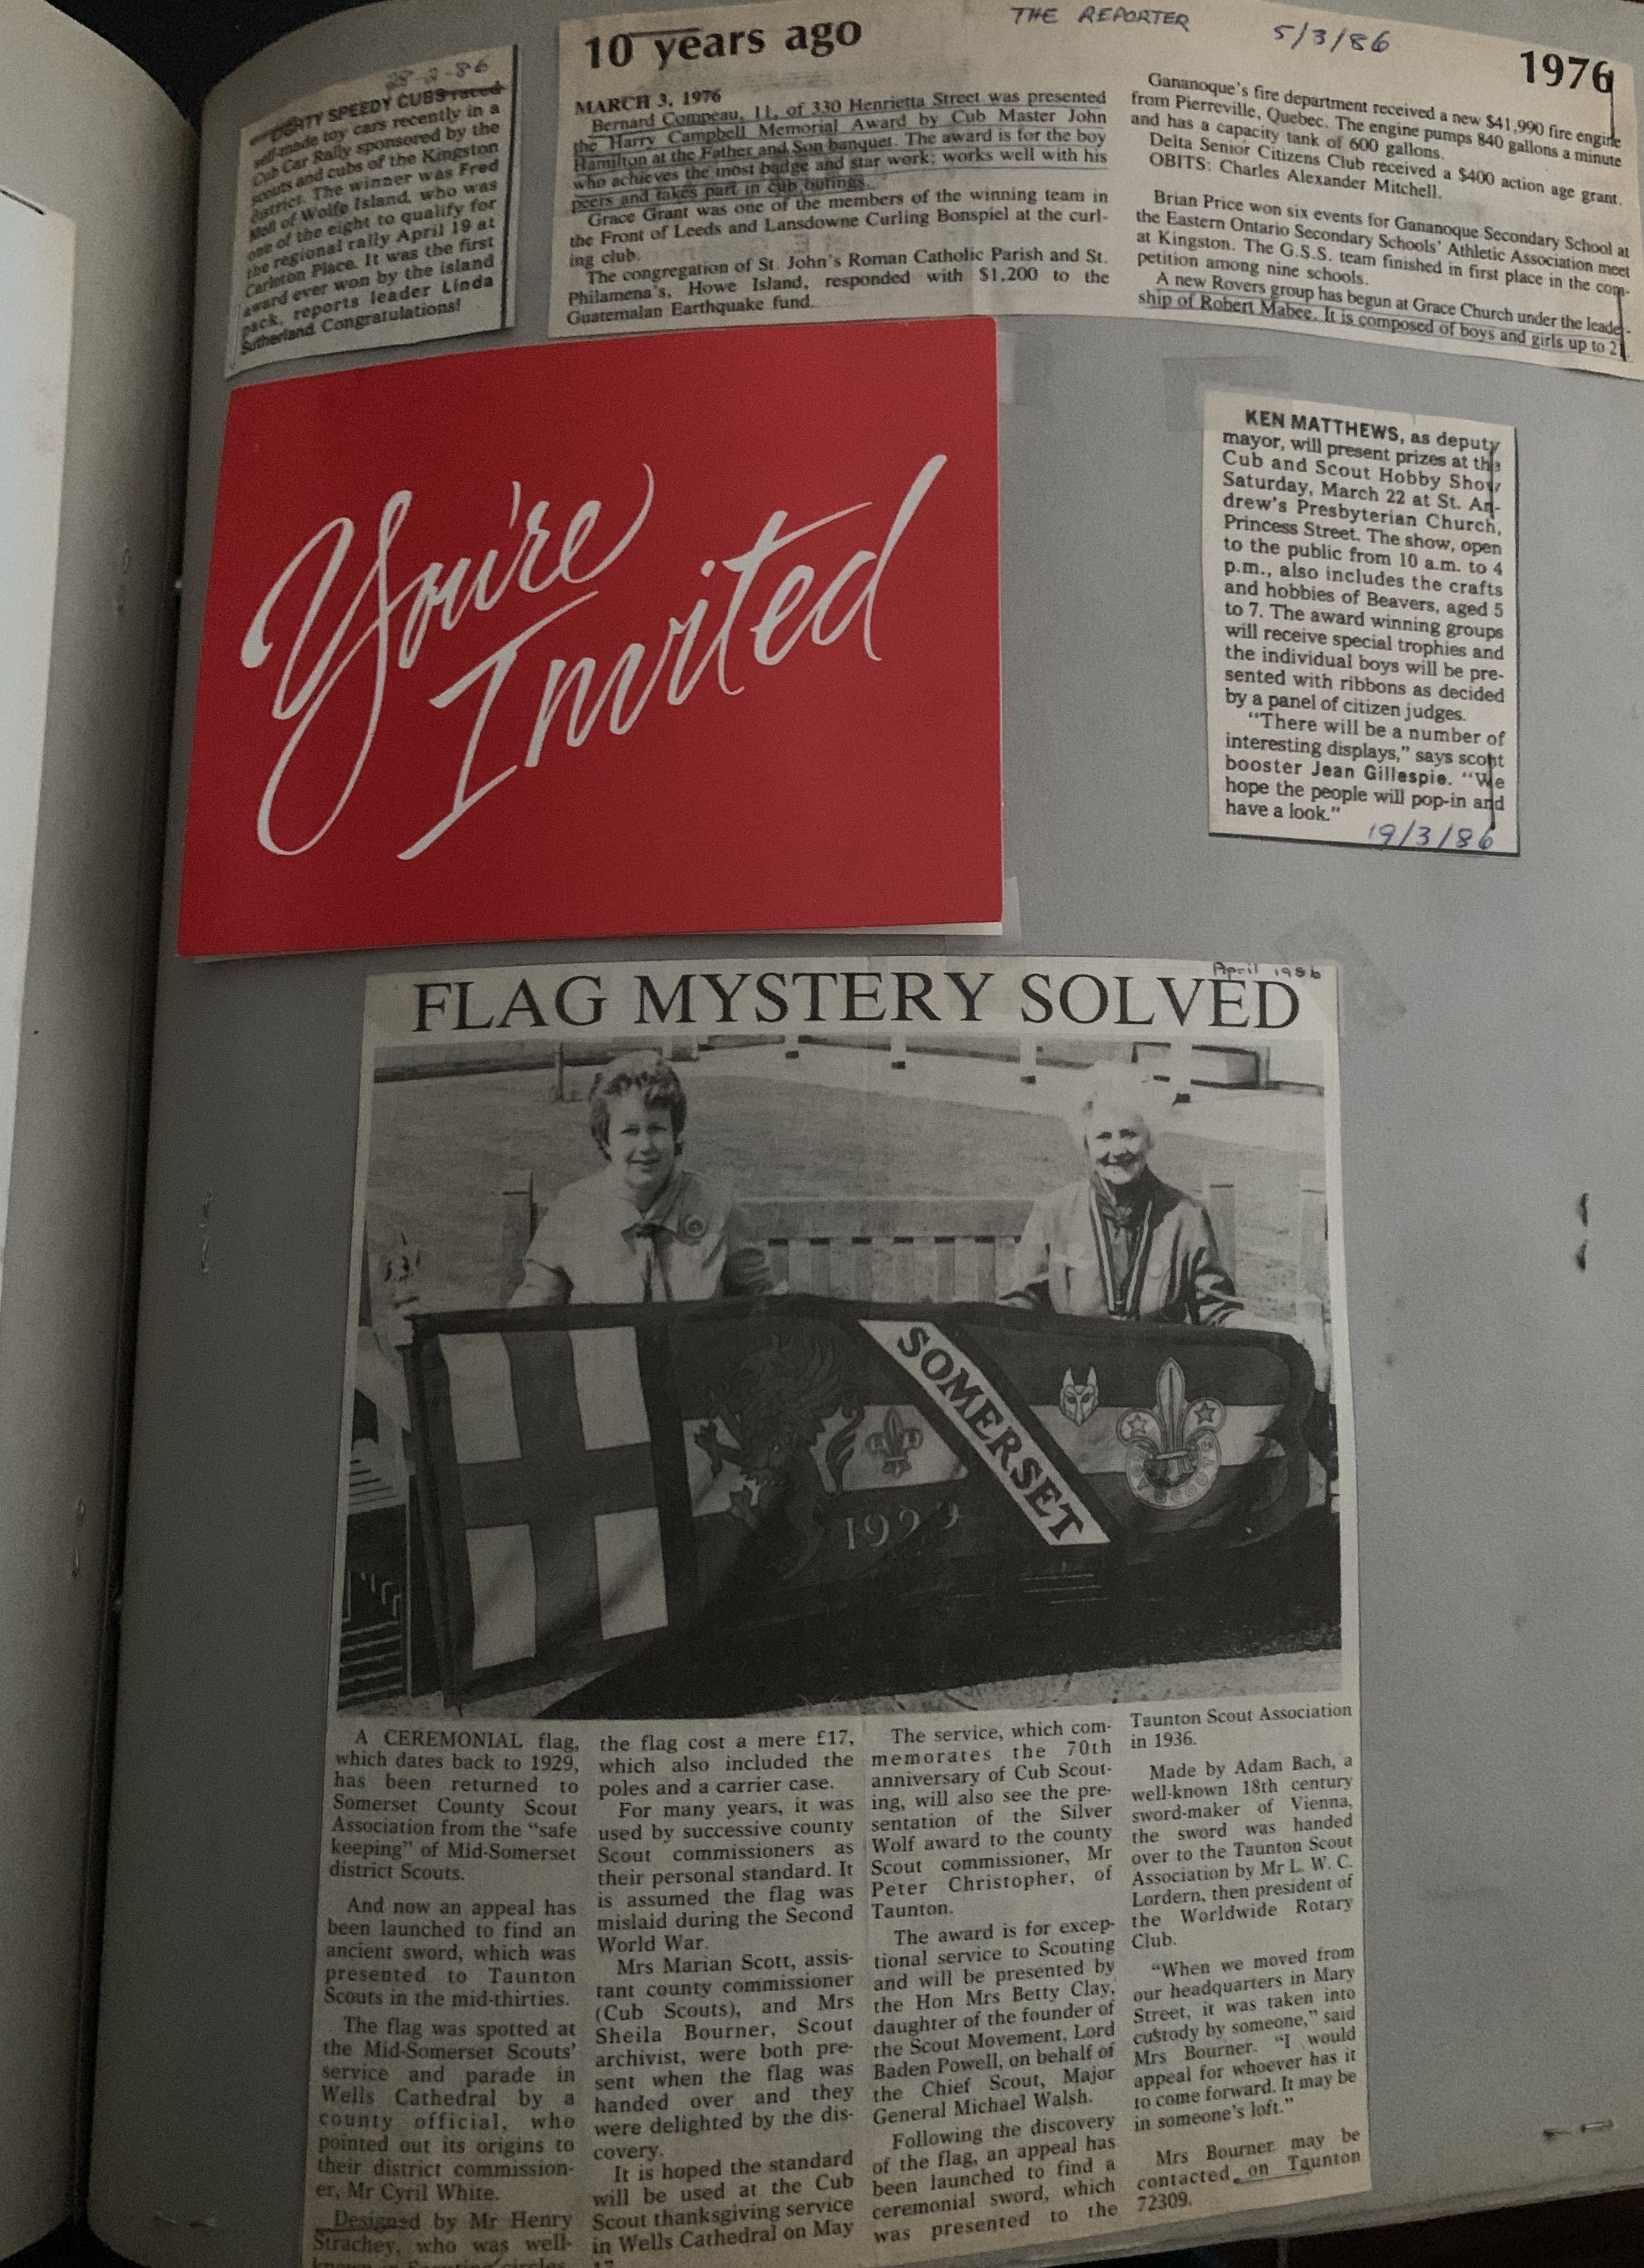 28-2-86
EIGHTY SPEEDY CUBS raced
self-made toy cars recently in a
Cub Car Rally sponsored by the
scouts and cubs of the Kingston
district. The winner was Fred
Moll of Wolfe Island, who was
one of the eight to qualify for
the regional rally April 19 at
Carleton Place. It was the first
award ever won by the island
pack, reports leader Linda
Sutherland. Congratulations!
10 years ago
THE REPORTER
5/3/86
1976
MARCH 3, 1976
Bernard Compeau, 11, of 330 Henrietta Street was presented
the Harry Campbell Memorial Award by Cub Master John
Hamilton at the Father and Son banquet. The award is for the boy
who achieves the most badge and star work; works well with his
peers and takes part in cub outings.
Grace Grant was one of the members of the winning team in
the Front of Leeds and Lansdowne Curling Bonspiel at the curl-
ing club.
The congregation of St. John's Roman Catholic Parish and St.
Philamena's, Howe Island, responded with $1,200 to the
Guatemalan Earthquake fund.
Gananoque's fire department received a new $41,990 fire engine
from Pierreville, Quebec. The engine pumps 840 gallons a minute
and has a capacity tank of 600 gallons.
Delta Senior Citizens Club received a $400 action age grant.
OBITS: Charles Alexander Mitchell.
Brian Price won six events for Gananoque Secondary School at
the Eastern Ontario Secondary Schools' Athletic Association meet
at Kingston. The G.S.S. team finished in first place in the com-
petition among nine schools.
A new Rovers group has begun at Grace Church under the leader-
ship of Robert Mabee. It is composed of boys and girls up to 21.
You're
Invited
KEN MATTHEWS, as deputy
mayor, will present prizes at the
Cub and Scout Hobby Show
Saturday, March 22 at St. An-
drew's Presbyterian Church,
Princess Street. The show, open
to the public from 10 a.m. to 4
p.m., also includes the crafts
and hobbies of Beavers, aged 5
to 7. The award winning groups
will receive special trophies and
the individual boys will be pre-
sented with ribbons as decided
by a panel of citizen judges.
"There will be a number of
interesting displays," says scout
booster Jean Gillespie. "We
hope the people will pop-in and
have a look."
19/3/86
April 1986
FLAG MYSTERY SOLVED
SOMERSET
1929
BOY SCOUTS
A CEREMONIAL flag,
which dates back to 1929,
has been returned to
Somerset County Scout
Association from the "safe
keeping" of Mid-Somerset
district Scouts.
And now an appeal has
been launched to find an
ancient sword, which was
presented to Taunton
Scouts in the mid-thirties.
The flag was spotted at
the Mid-Somerset Scouts'
service and parade in
Wells Cathedral by a
county official, who
pointed out its origins to
their district commission-
er, Mr Cyril White.
Designed by Mr Henry
Strachey, who was well-
known in Scouting circles,
the flag cost a mere £17,
which also included the
poles and a carrier case.
For many years, it was
used by successive county
Scout commissioners as
their personal standard. It
is assumed the flag was
mislaid during the Second
World War.
Mrs Marian Scott, assis-
tant county commissioner
(Cub Scouts), and Mrs
Sheila Bourner, Scout
archivist, were both pre-
sent when the flag was
handed over and they
were delighted by the dis-
covery.
It is hoped the standard
will be used at the Cub
Scout thanksgiving service
in Wells Cathedral on May
The service, which com-
memorates the 70th
anniversary of Cub Scout-
ing, will also see the pre-
sentation of the Silver
Wolf award to the county
Scout commissioner, Mr
Peter Christopher, of
Taunton.
The award is for excep-
tional service to Scouting
and will be presented by
the Hon Mrs Betty Clay,
daughter of the founder of
the Scout Movement, Lord
Baden Powell, on behalf of
the Chief Scout, Major
General Michael Walsh.
Following the discovery
of the flag, an appeal has
been launched to find a
ceremonial sword, which
was presented to the
Taunton Scout Association
in 1936.
Made by Adam Bach, a
well-known 18th century
sword-maker of Vienna,
the sword was handed
over to the Taunton Scout
Association by Mr L. W. C.
Lordern, then president of
the Worldwide Rotary
Club.
"When we moved from
our headquarters in Mary
Street, it was taken into
custody by someone," said
Mrs Bourner. "I would
appeal for whoever has it
to come forward. It may be
in someone's loft."
Mrs Bourner may be
contacted on Taunton
72309.